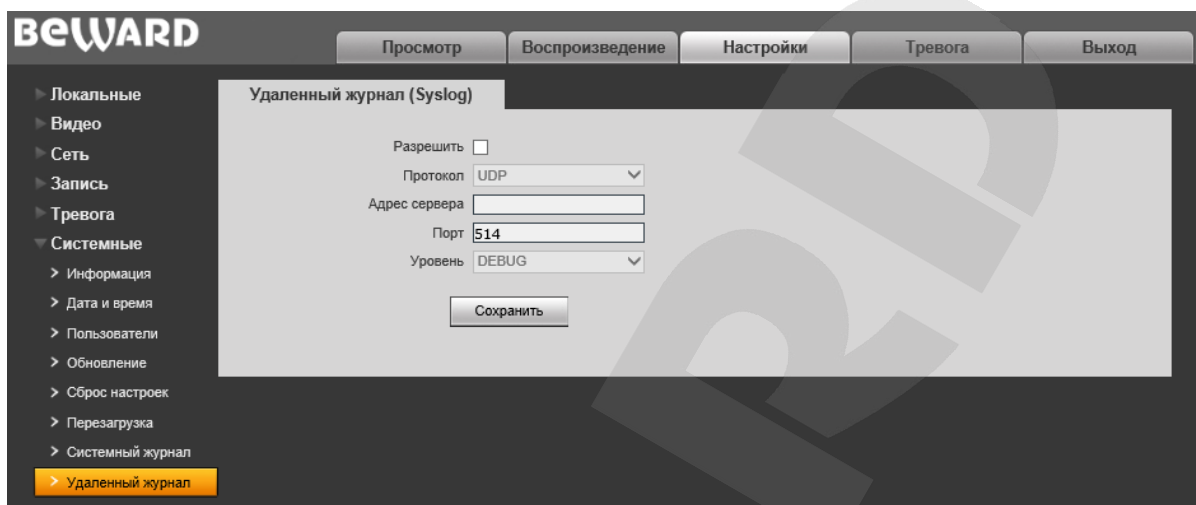 BEWARD
Просмотр Воспроизведение Настройки Тревога Выход
Локальные
Видео
Сеть
Запись
Тревога
Системные
Информация
Дата и время
Пользователи
Обновление
Сброс настроек
Перезагрузка
Системный журнал
Удаленный журнал
Удаленный журнал (Syslog)
Разрешить
Протокол UDP
Адрес сервера
Порт 514
Уровень DEBUG
Сохранить